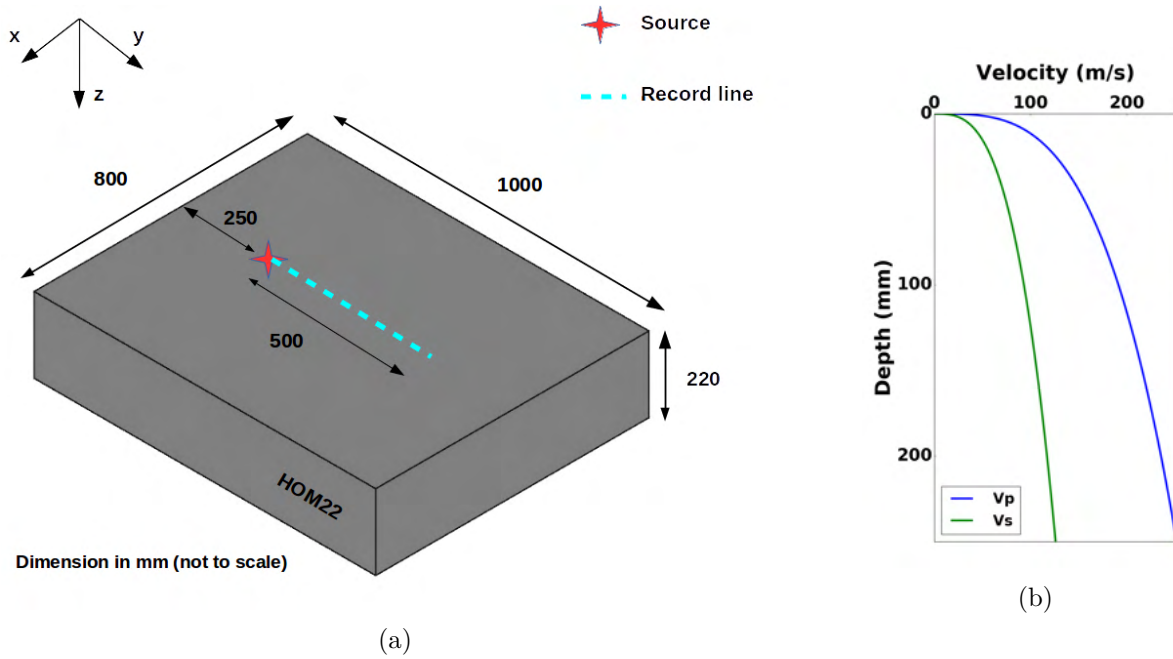 x
y
z
Source
Record line
800
1000
250
500
220
HOM22
Dimension in mm (not to scale)
(a)
Velocity (m/s)
0
100
200
0
100
200
Depth (mm)
Vp
Vs
(b)